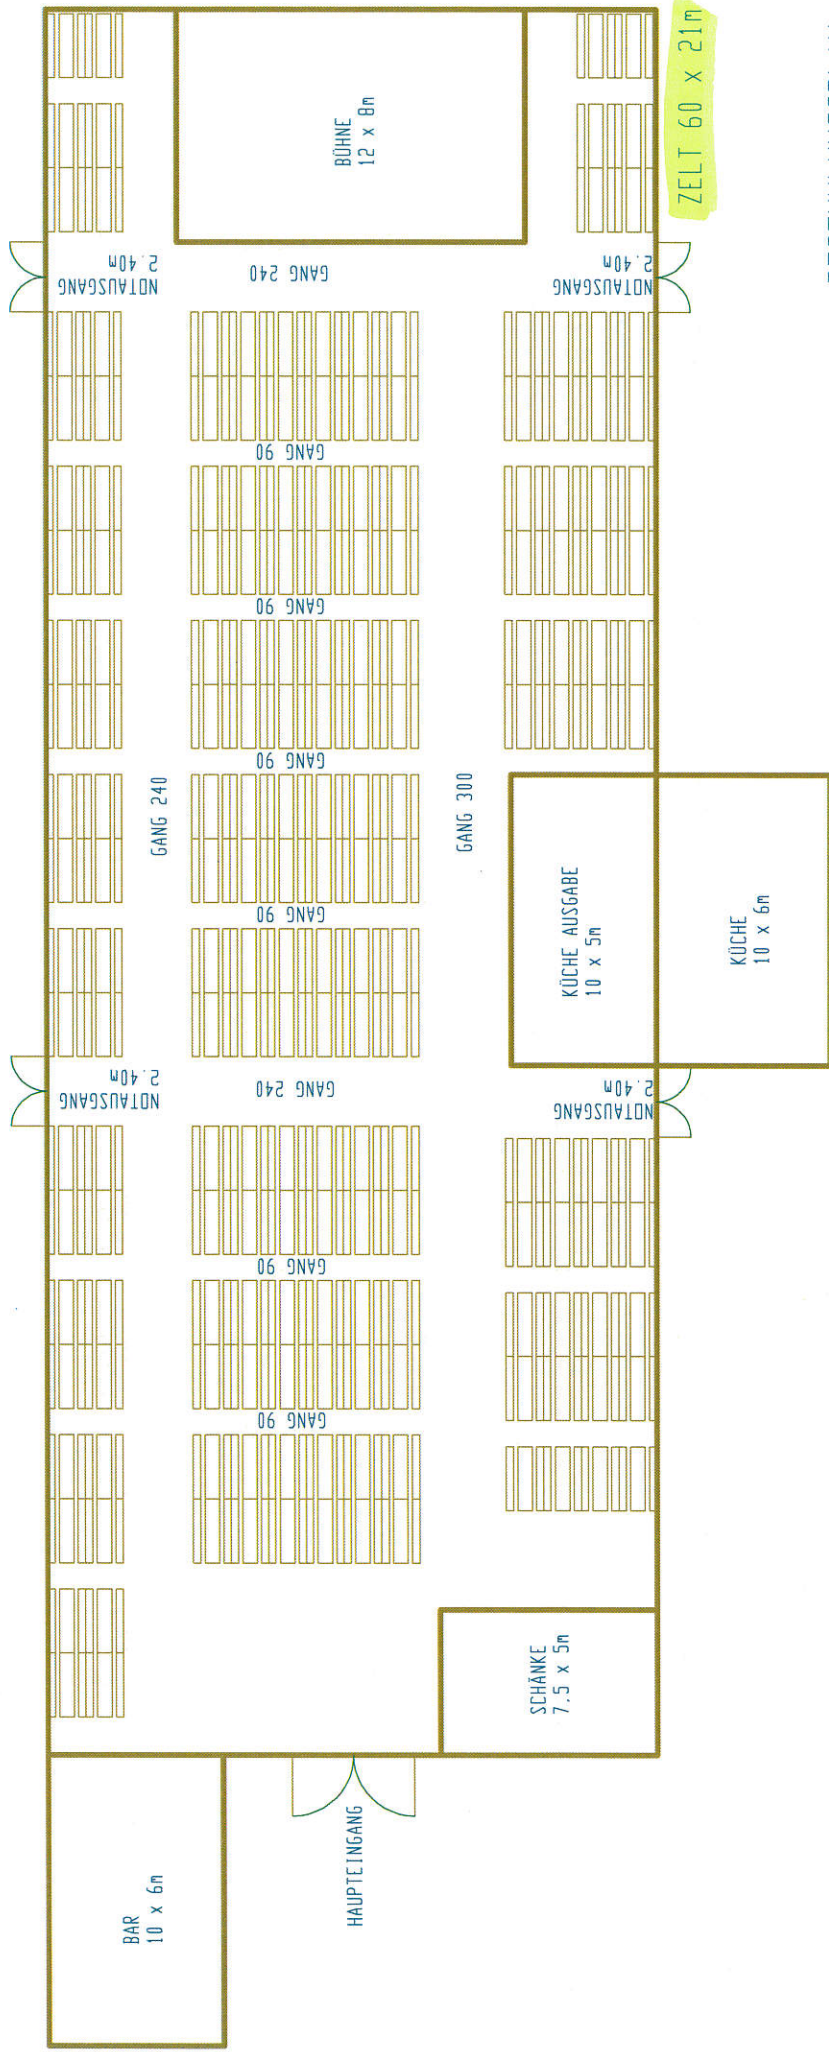 ZELT 60 x 21m
BÜHNE
12 x 8m
NOTAUSGANG
2.40m
GANG 240
NOTAUSGANG
2.40m
GANG 90
GANG 90
GANG 90
GANG 240
GANG 300
GANG 90
KÜCHE AUSGABE
10 x 5m
KÜCHE
10 x 6m
NOTAUSGANG
2.40m
GANG 240
NOTAUSGANG
2.40m
GANG 90
GANG 90
SCHÄNKE
7.5 x 5m
HAUPTEINGANG
BAR
10 x 6m